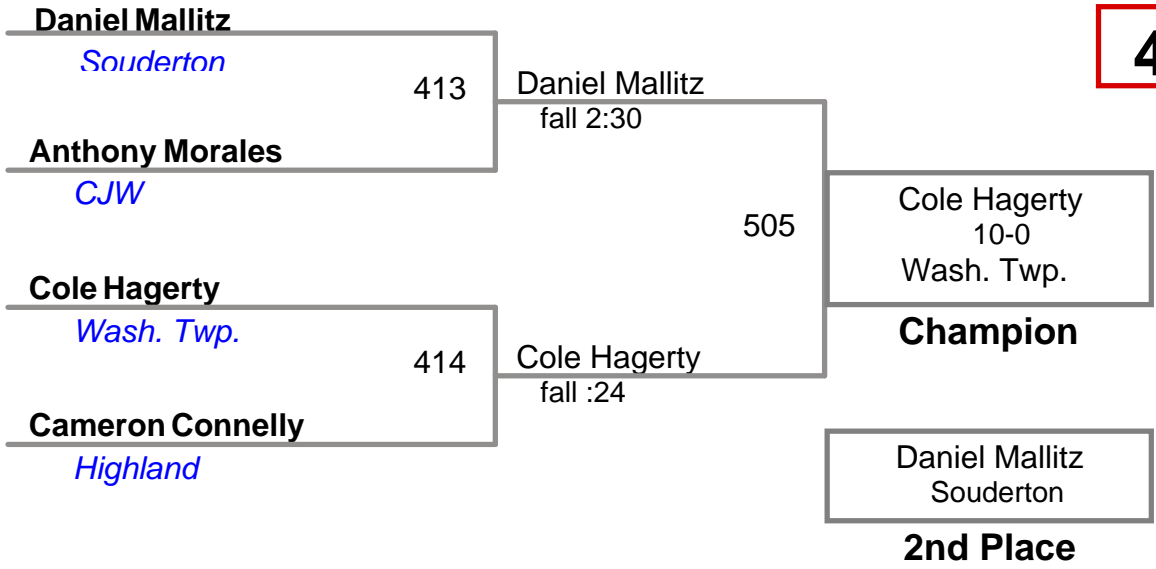 Daniel Mallitz
Souderton
413
Daniel Mallitz
fall 2:30
Anthony Morales
CJW
505
Cole Hagerty
10-0
Wash. Twp.
Champion
Cole Hagerty
Wash. Twp.
414
Cole Hagerty
fall :24
Cameron Connelly
Highland
Daniel Mallitz
Souderton
2nd Place